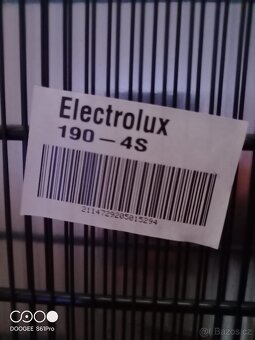 Electrolux
190-4S
2114729205015294
DOOGEE S61Pro
Bazos.cz